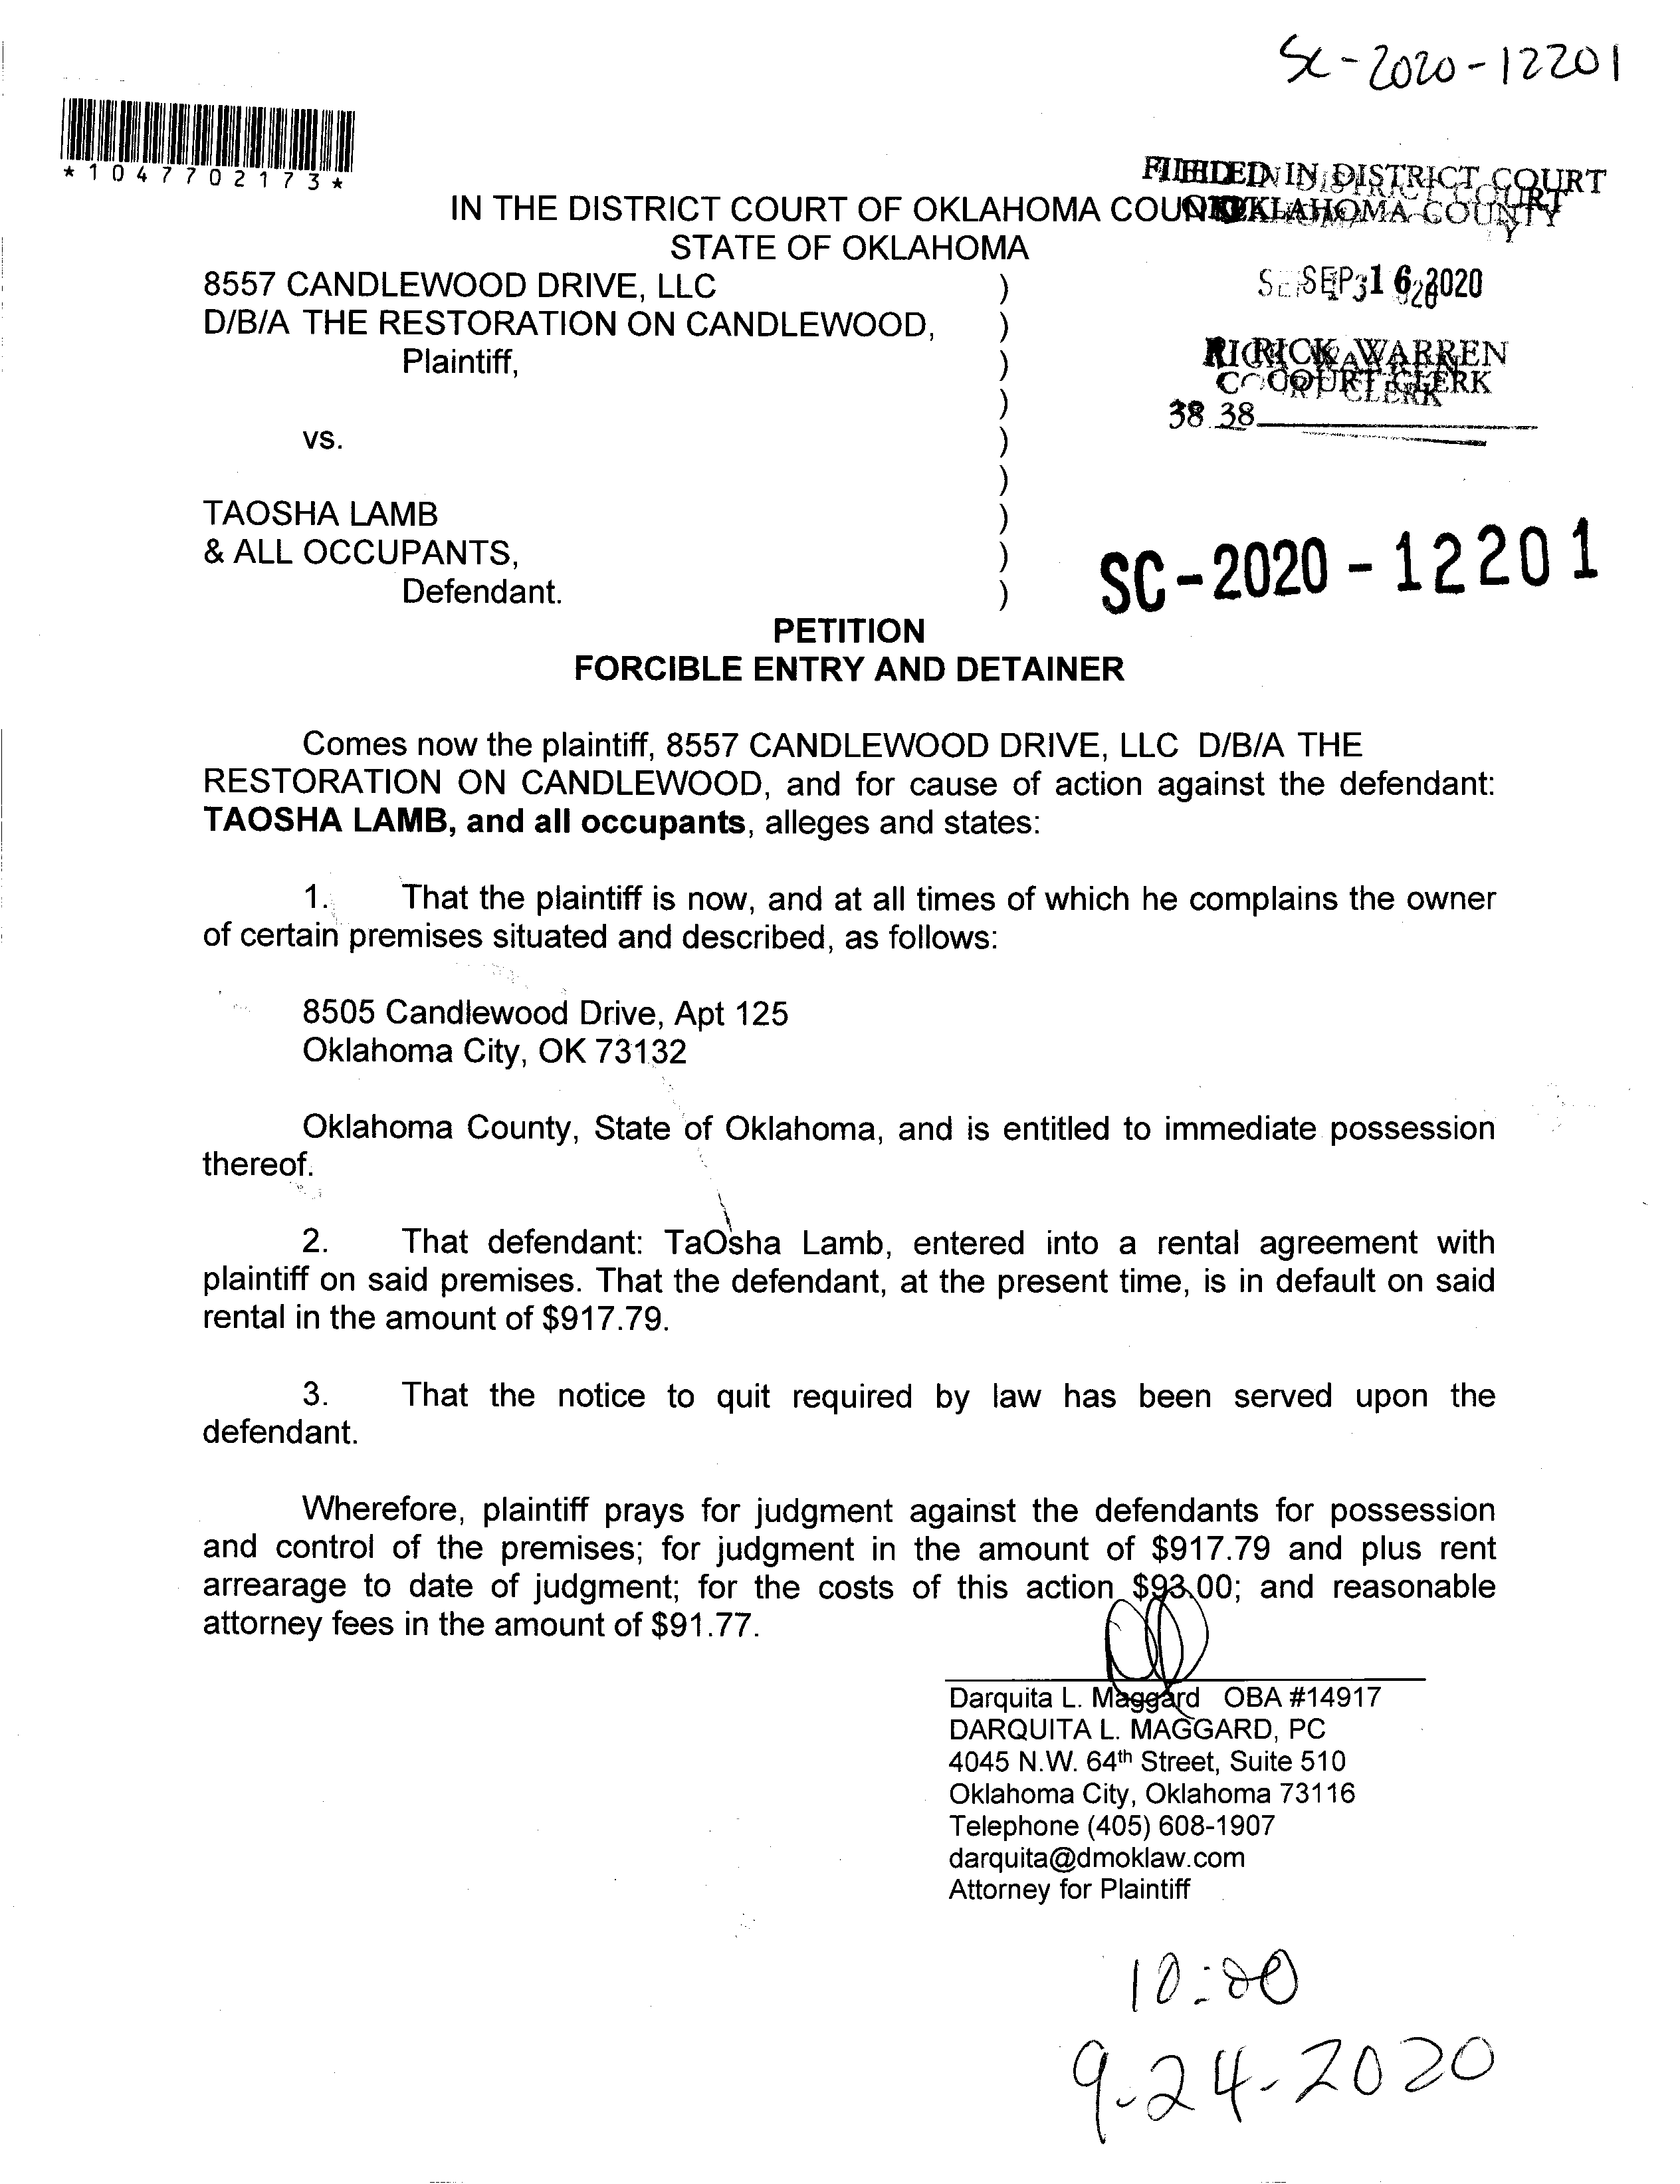 SC-2020-12201
*1047702173*
FILED IN DISTRICT COURT
OKLAHOMA COUNTY
IN THE DISTRICT COURT OF OKLAHOMA COUNTY
STATE OF OKLAHOMA
8557 CANDLEWOOD DRIVE, LLC )
SEP 16 2020
D/B/A THE RESTORATION ON CANDLEWOOD, )
Plaintiff, )
RICK WARREN
COURT CLERK
)
38 38
vs. )
)
TAOSHA LAMB )
& ALL OCCUPANTS, )
SC-2020-12201
Defendant. )
PETITION
FORCIBLE ENTRY AND DETAINER
Comes now the plaintiff, 8557 CANDLEWOOD DRIVE, LLC D/B/A THE
RESTORATION ON CANDLEWOOD, and for cause of action against the defendant:
TAOSHA LAMB, and all occupants, alleges and states:
1. That the plaintiff is now, and at all times of which he complains the owner
of certain premises situated and described, as follows:
8505 Candlewood Drive, Apt 125
Oklahoma City, OK 73132
Oklahoma County, State of Oklahoma, and is entitled to immediate possession
thereof.
2. That defendant: TaOsha Lamb, entered into a rental agreement with
plaintiff on said premises. That the defendant, at the present time, is in default on said
rental in the amount of $917.79.
3. That the notice to quit required by law has been served upon the
defendant.
Wherefore, plaintiff prays for judgment against the defendants for possession
and control of the premises; for judgment in the amount of $917.79 and plus rent
arrearage to date of judgment; for the costs of this action $93.00; and reasonable
attorney fees in the amount of $91.77.
Darquita L. Maggard OBA #14917
DARQUITA L. MAGGARD, PC
4045 N.W. 64th Street, Suite 510
Oklahoma City, Oklahoma 73116
Telephone (405) 608-1907
darquita@dmoklaw.com
Attorney for Plaintiff
10:00
9-24-2020